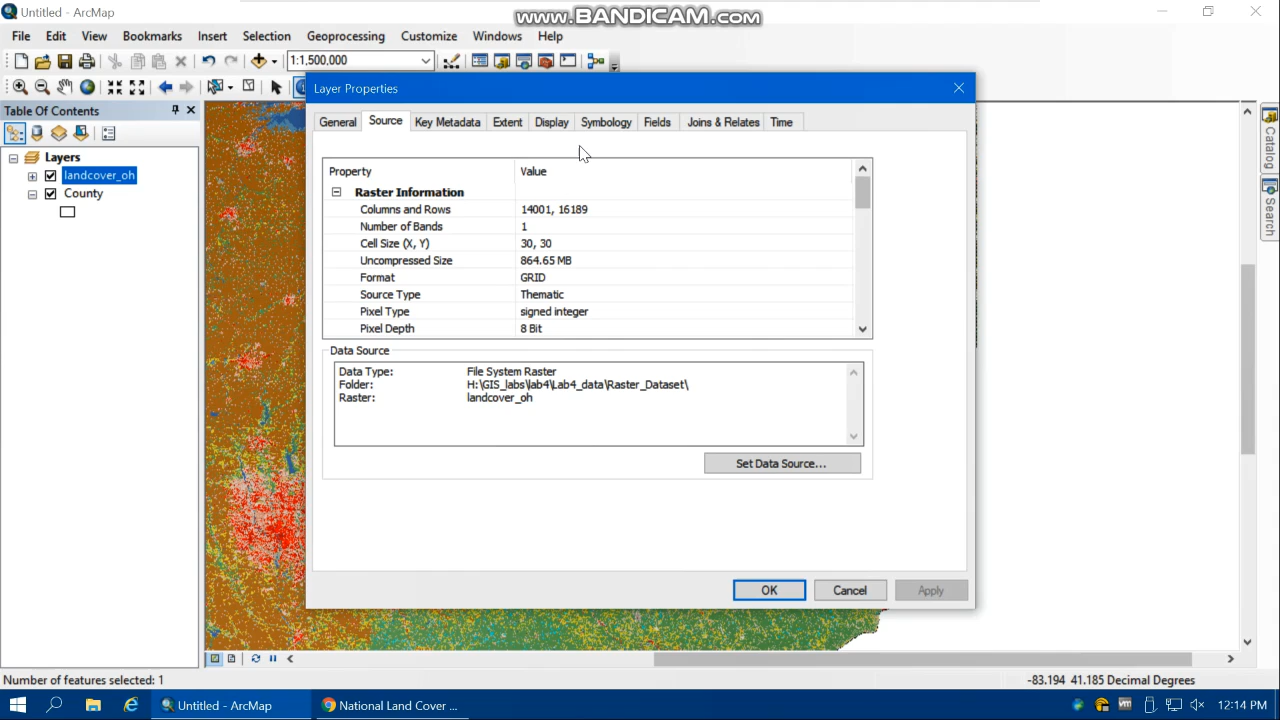 Untitled - ArcMap
www.BANDICAM.com
File Edit View Bookmarks Insert Selection Geoprocessing Customize Windows Help
1:1,500,000
Table Of Contents
Layers
landcover_oh
County
Layer Properties
General Source Key Metadata Extent Display Symbology Fields Joins & Relates Time
Property Value
Raster Information
Columns and Rows 14001, 16189
Number of Bands 1
Cell Size (X, Y) 30, 30
Uncompressed Size 864.65 MB
Format GRID
Source Type Thematic
Pixel Type signed integer
Pixel Depth 8 Bit
Data Source
Data Type: File System Raster
Folder: H:\GIS_labs\lab4\Lab4_data\Raster_Dataset\
Raster: landcover_oh
Set Data Source...
OK Cancel Apply
Catalog
Search
Number of features selected: 1
-83.194 41.185 Decimal Degrees
Untitled - ArcMap
National Land Cover ...
12:14 PM